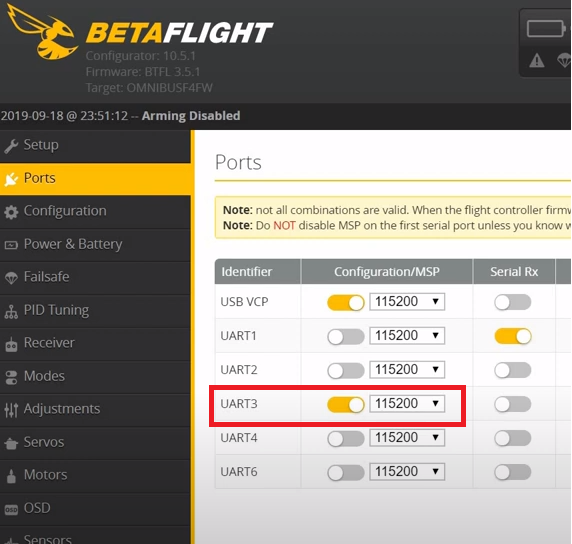 BETAFLIGHT
Configurator: 10.5.1
Firmware: BTFL 3.5.1
Target: OMNIBUSF4FW
2019-09-18 @ 23:51:12 -- Arming Disabled
Setup
Ports
Configuration
Power & Battery
Failsafe
PID Tuning
Receiver
Modes
Adjustments
Servos
Motors
OSD
Sensors
Ports
Note: not all combinations are valid. When the flight controller firmw
Note: Do NOT disable MSP on the first serial port unless you know w
Identifier Configuration/MSP Serial Rx
USB VCP 115200
UART1 115200
UART2 115200
UART3 115200
UART4 115200
UART6 115200